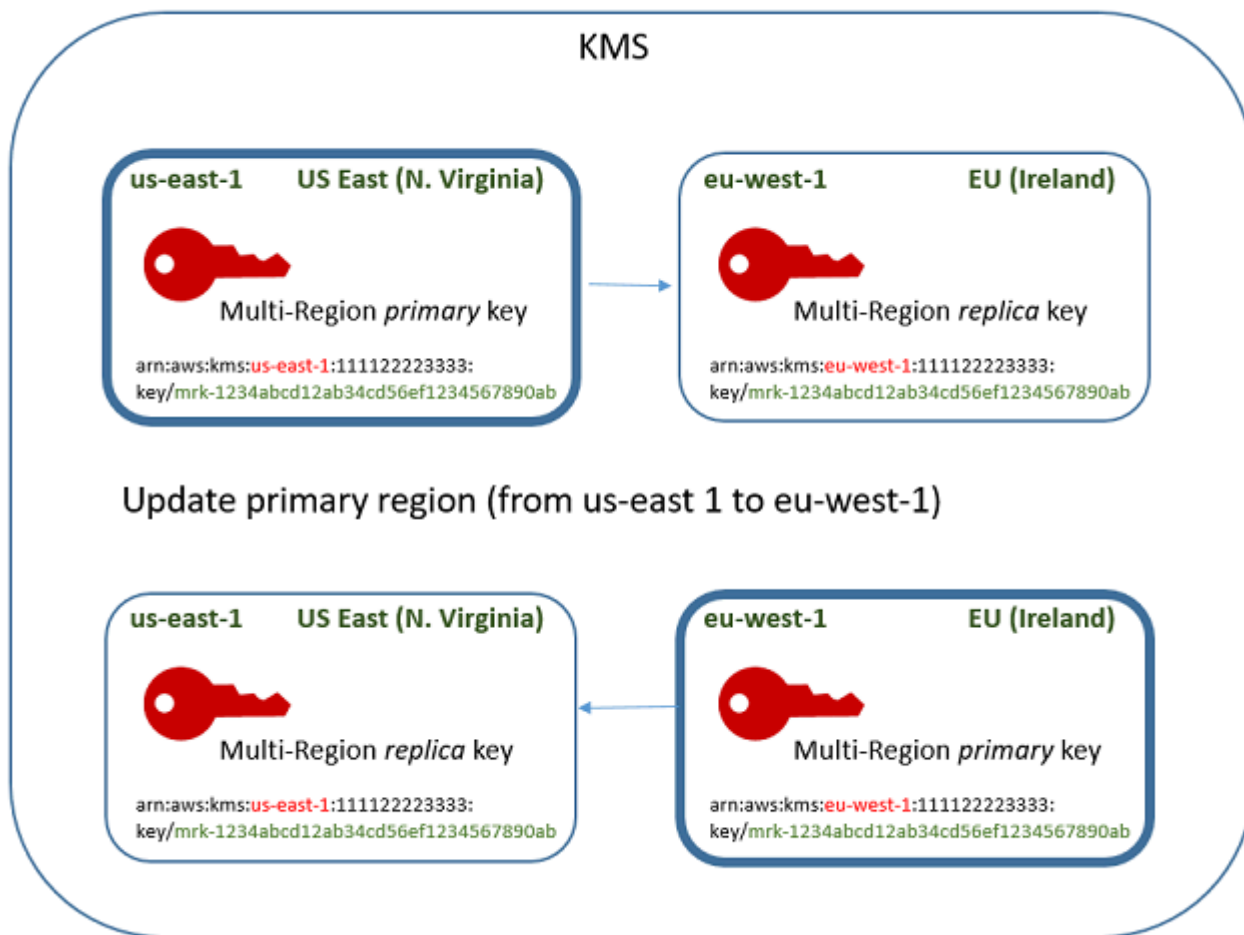 KMS
us-east-1 US East (N. Virginia)
Multi-Region primary key
arn:aws:kms:us-east-1:111122223333:
key/mrk-1234abcd12ab34cd56ef1234567890ab
eu-west-1 EU (Ireland)
Multi-Region replica key
arn:aws:kms:eu-west-1:111122223333:
key/mrk-1234abcd12ab34cd56ef1234567890ab
Update primary region (from us-east 1 to eu-west-1)
us-east-1 US East (N. Virginia)
Multi-Region replica key
arn:aws:kms:us-east-1:111122223333:
key/mrk-1234abcd12ab34cd56ef1234567890ab
eu-west-1 EU (Ireland)
Multi-Region primary key
arn:aws:kms:eu-west-1:111122223333:
key/mrk-1234abcd12ab34cd56ef1234567890ab